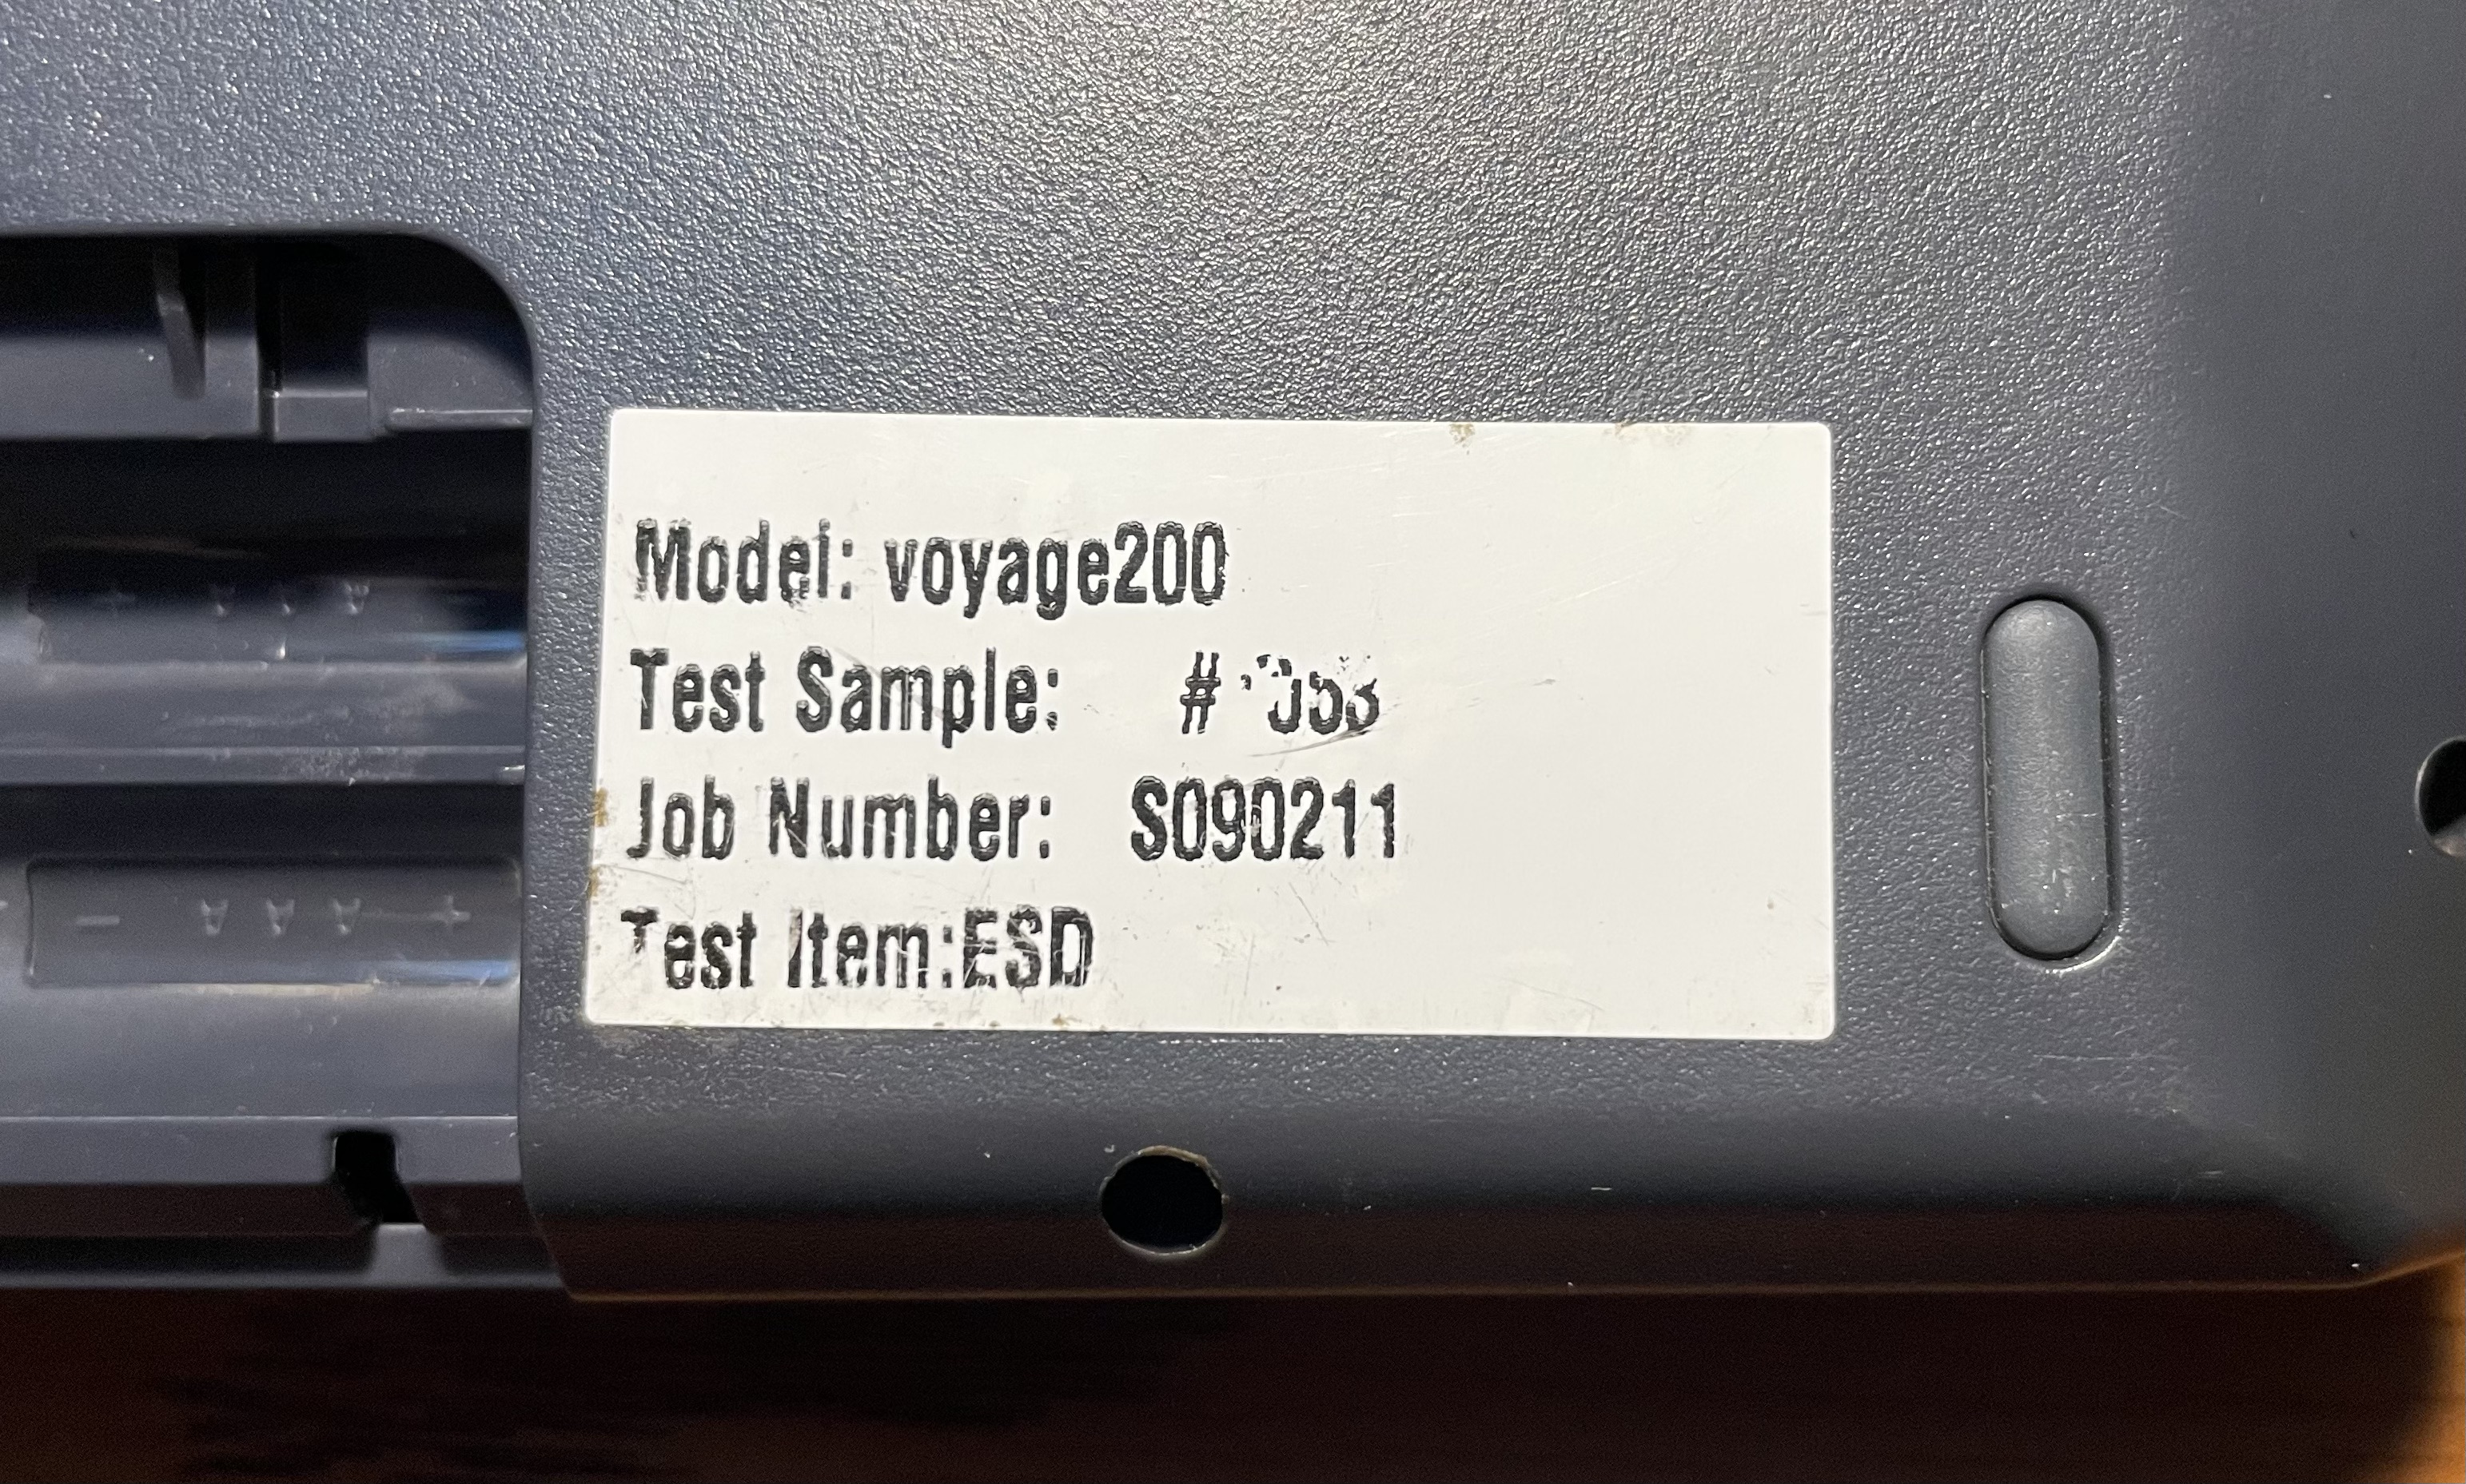 Model: voyage200
Test Sample: #
Job Number: S090211
Test Item:ESD